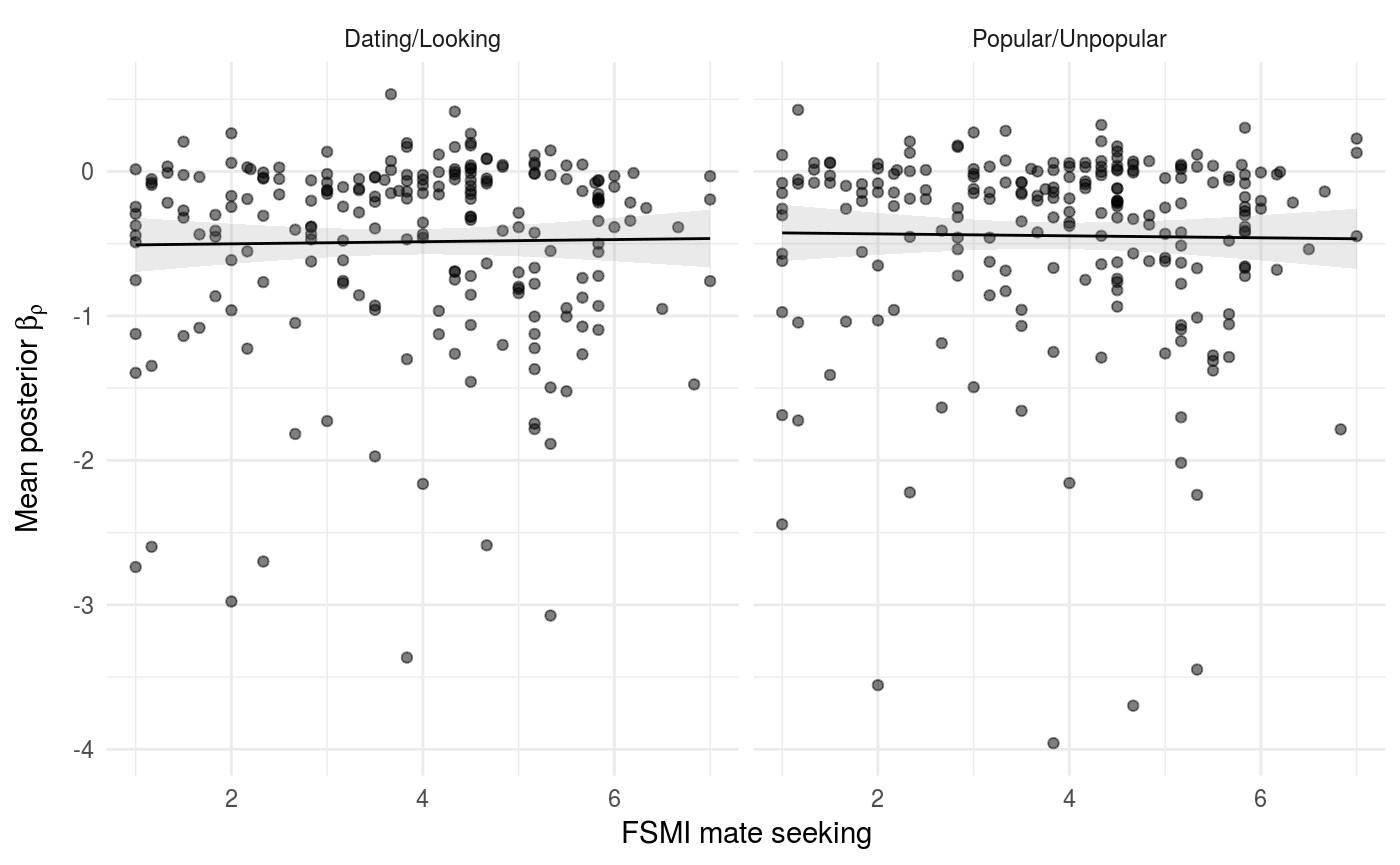 Dating/Looking Popular/Unpopular
0
-1
-2
-3
-4
Mean posterior βρ
2 4 6 2 4 6
FSMI mate seeking